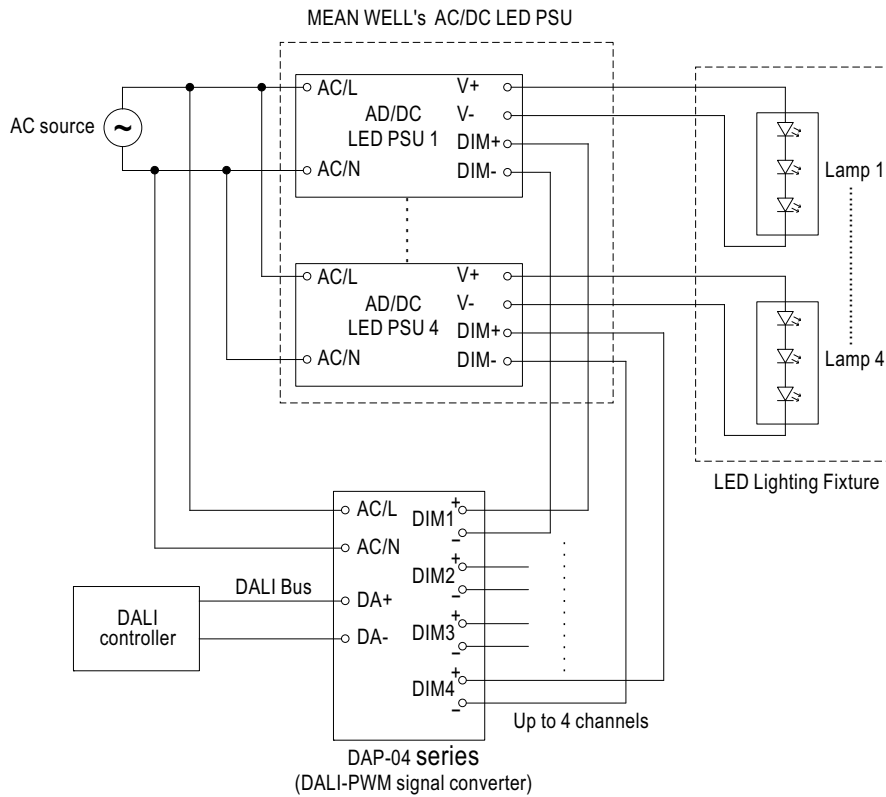 MEAN WELL's AC/DC LED PSU
AC source
~
AC/L
AD/DC
LED PSU 1
AC/N
V+
V-
DIM+
DIM-
Lamp 1
AC/L
AD/DC
LED PSU 4
AC/N
V+
V-
DIM+
DIM-
Lamp 4
LED Lighting Fixture
AC/L
AC/N
DA+
DA-
DIM1
+
−
DIM2
+
−
DIM3
+
−
DIM4
+
−
DALI Bus
DALI
controller
Up to 4 channels
DAP-04 series
(DALI-PWM signal converter)